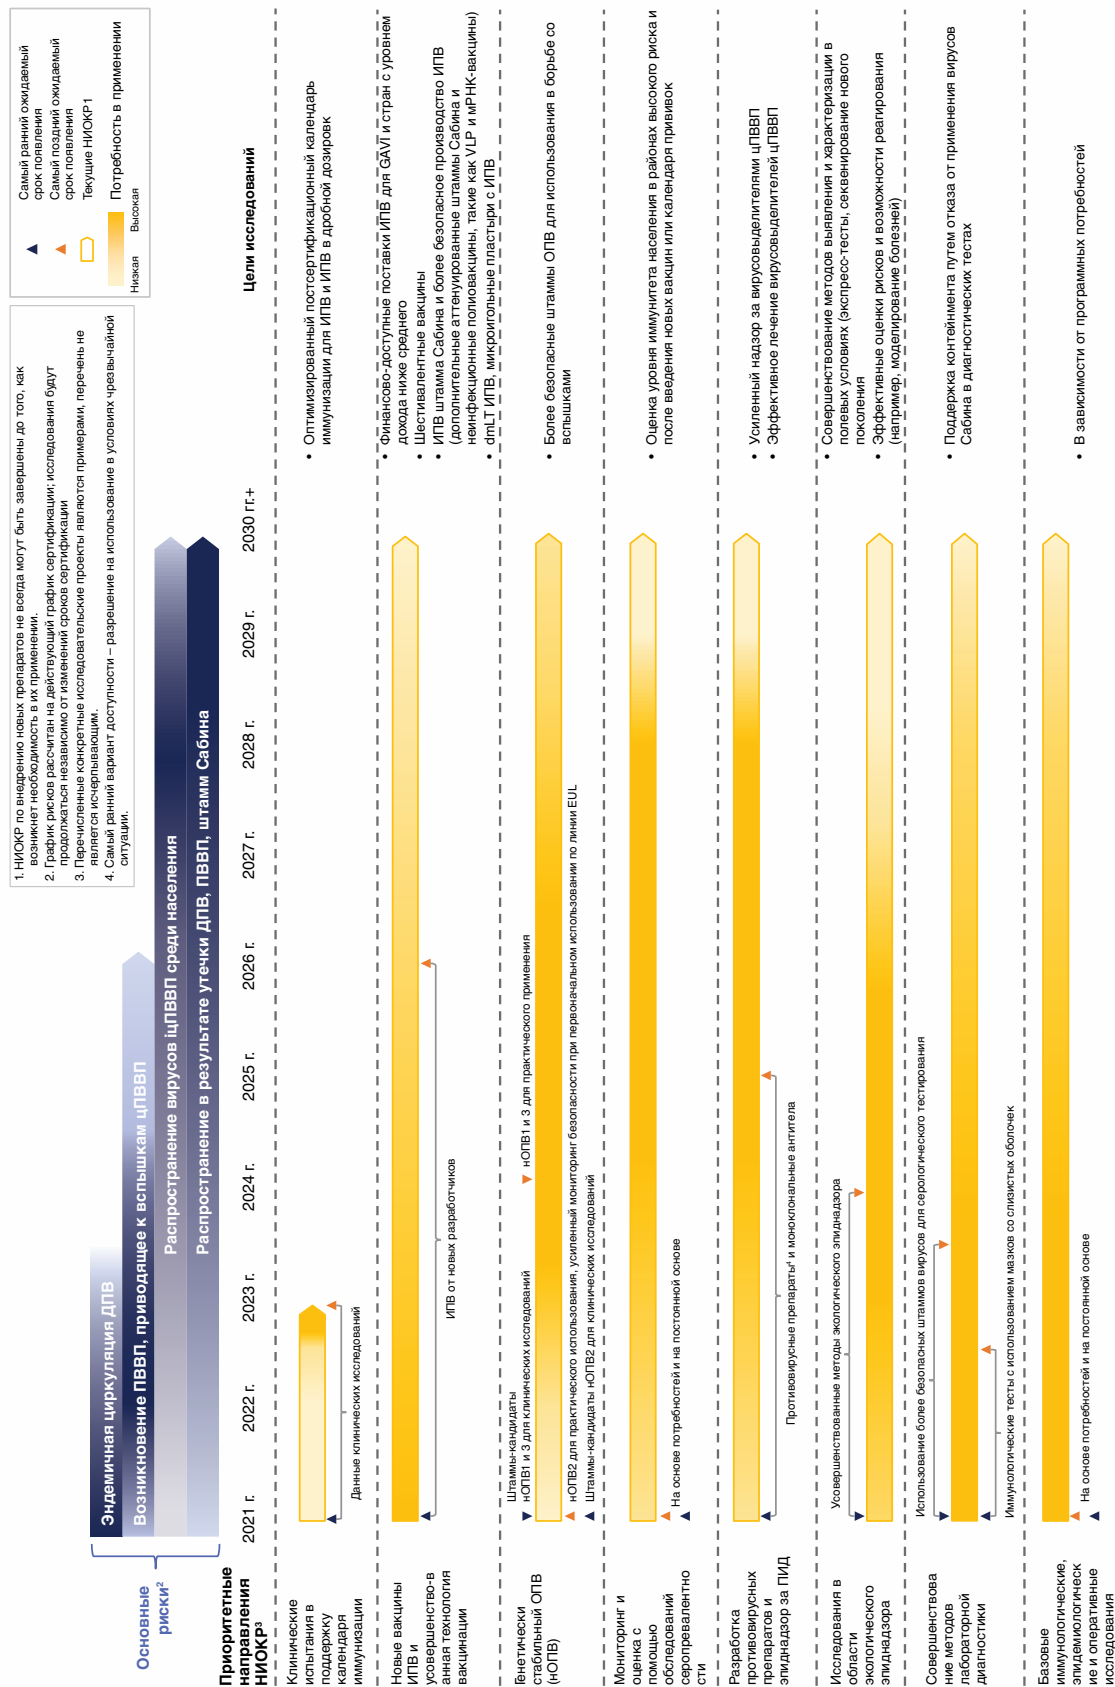 1. НИОКР по внедрению новых препаратов не всегда могут быть завершены до того, как
возникнет необходимость в их применении.
2. График рисков рассчитан на действующий график сертификации; исследования будут
продолжаться независимо от изменений сроков сертификации
3. Перечисленные конкретные исследовательские проекты являются примерами, перечень не
является исчерпывающим.
4. Самый ранний вариант доступности – разрешение на использование в условиях чрезвычайной
ситуации.
Самый ранний ожидаемый
срок появления
Самый поздний ожидаемый
срок появления
Текущие НИОКР1
Потребность в применении
Низкая
Высокая
Основные
риски²
Эндемичная циркуляция ДПВ
Возникновение ПВВП, приводящее к вспышкам цПВВП
Распространение вирусов iцПВВП среди населения
Распространение в результате утечки ДПВ, ПВВП, штамм Сабина
Приоритетные
направления
НИОКР³
2021 г.
2022 г.
2023 г.
2024 г.
2025 г.
2026 г.
2027 г.
2028 г.
2029 г.
2030 гг.+
Цели исследований
Клинические
испытания в
поддержку
календаря
иммунизации
Данные клинических исследований
• Оптимизированный постсертификационный календарь
иммунизации для ИПВ и ИПВ в дробной дозировк
Новые вакцины
ИПВ и
усовершенство-в
анная технология
вакцинации
ИПВ от новых разработчиков
• Финансово-доступные поставки ИПВ для GAVI и стран с уровнем
дохода ниже среднего
• Шестивалентные вакцины
• ИПВ штамма Сабина и более безопасное производство ИПВ
(дополнительные аттенуированные штаммы Сабина и
неинфекционные полиовакцины, такие как VLP и мРНК-вакцины)
• dmLT ИПВ, микроигольные пластыри с ИПВ
Генетически
стабильный ОПВ
(нОПВ)
Штаммы-кандидаты
нОПВ1 и 3 для клинических исследований
нОПВ1 и 3 для практического применения
нОПВ2 для практического использования, усиленный мониторинг безопасности при первоначальном использовании по линии EUL
Штаммы-кандидаты нОПВ2 для клинических исследований
• Более безопасные штаммы ОПВ для использования в борьбе со
вспышками
Мониторинг и
оценка с
помощью
обследований
серопревалентно
сти
На основе потребностей и на постоянной основе
• Оценка уровня иммунитета населения в районах высокого риска и
после введения новых вакцин или календаря прививок
Разработка
противовирусных
препаратов и
эпиднадзор за ПИД
Противовирусные препараты⁴ и моноклональные антитела
• Усиленный надзор за вирусовыделителями цПВВП
• Эффективное лечение вирусовыделителей цПВВП
Исследования в
области
экологического
эпиднадзора
Усовершенствованные методы экологического эпиднадзора
• Совершенствование методов выявления и характеризации в
полевых условиях (экспресс-тесты, секвенирование нового
поколения
• Эффективные оценки рисков и возможности реагирования
(например, моделирование болезней)
Совершенствова
ние методов
лабораторной
диагностики
Использование более безопасных штаммов вирусов для серологического тестирования
Иммунологические тесты с использованием мазков со слизистых оболочек
• Поддержка контейнмента путем отказа от применения вирусов
Сабина в диагностических тестах
Базовые
иммунологические,
эпидемиологическ
ие и оперативные
исследования
На основе потребностей и на постоянной основе
• В зависимости от программных потребностей